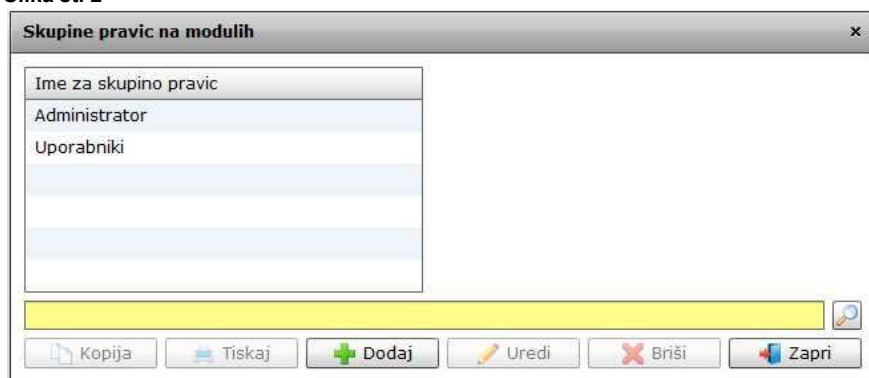 Skupine pravic na modulih x
Ime za skupino pravic
Administrator
Uporabniki
Kopija Tiskaj Dodaj Uredi Briši Zapri